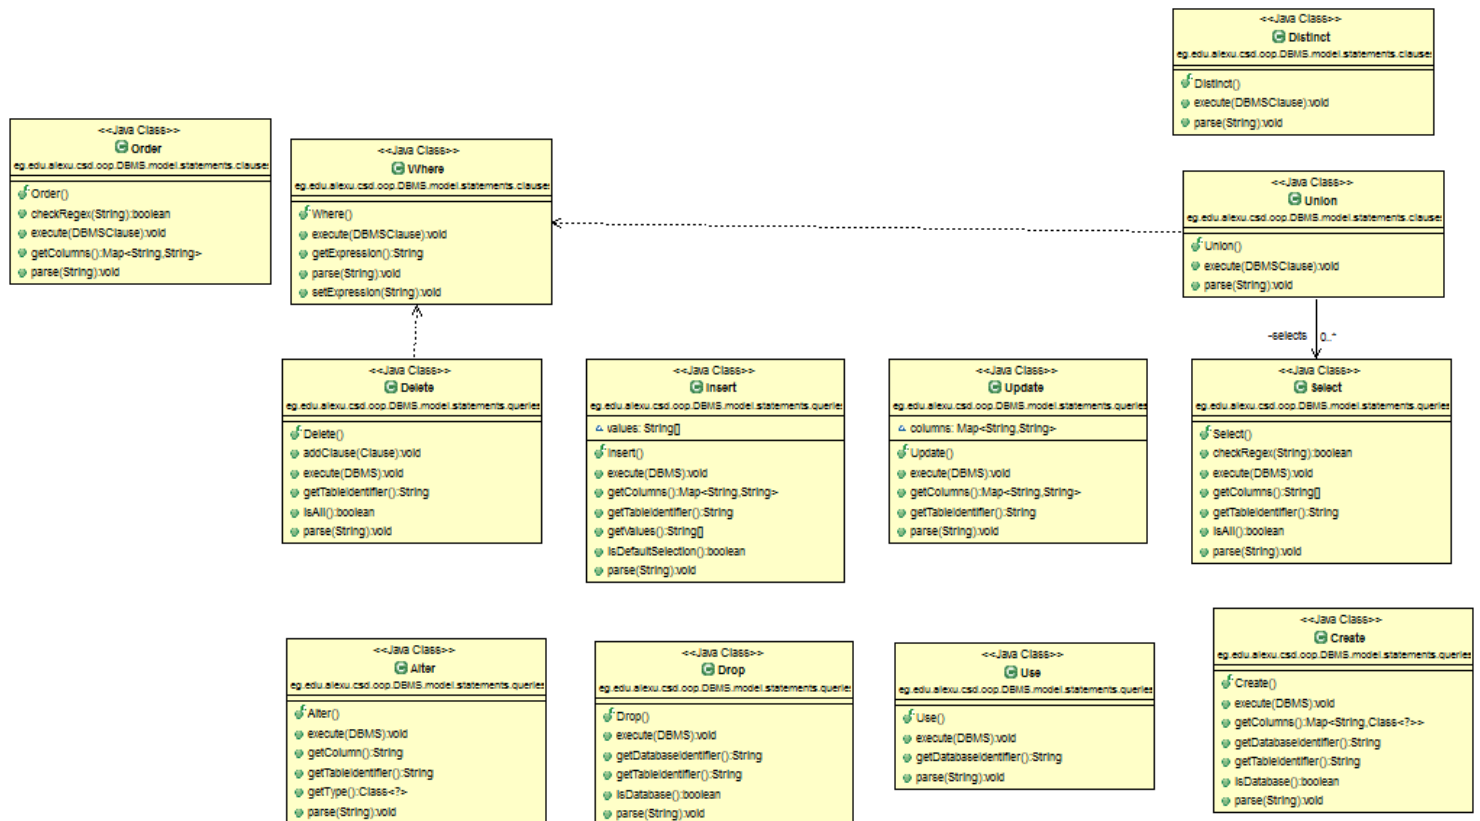 <<Java Class>>
Distinct
eg.edu.alexu.csd.oop.DBMS.model.statements.clause
Distinct()
execute(DBMSClause):void
parse(String):void
<<Java Class>>
Order
eg.edu.alexu.csd.oop.DBMS.model.statements.clause
Order()
checkRegex(String):boolean
execute(DBMSClause):void
getColumns():Map<String,String>
parse(String):void
<<Java Class>>
Where
eg.edu.alexu.csd.oop.DBMS.model.statements.clause
Where()
execute(DBMSClause):void
getExpression():String
parse(String):void
setExpression(String):void
<<Java Class>>
Union
eg.edu.alexu.csd.oop.DBMS.model.statements.clause
Union()
execute(DBMSClause):void
parse(String):void
-selects 0..*
<<Java Class>>
Delete
eg.edu.alexu.csd.oop.DBMS.model.statements.queries
Delete()
addClause(Clause):void
execute(DBMS):void
getTableIdentifier():String
isAll():boolean
parse(String):void
<<Java Class>>
Insert
eg.edu.alexu.csd.oop.DBMS.model.statements.queries
values: String[]
Insert()
execute(DBMS):void
getColumns():Map<String,String>
getTableIdentifier():String
getValues():String[]
isDefaultSelection():boolean
parse(String):void
<<Java Class>>
Update
eg.edu.alexu.csd.oop.DBMS.model.statements.queries
columns: Map<String,String>
Update()
execute(DBMS):void
getColumns():Map<String,String>
getTableIdentifier():String
parse(String):void
<<Java Class>>
Select
eg.edu.alexu.csd.oop.DBMS.model.statements.queries
Select()
checkRegex(String):boolean
execute(DBMS):void
getColumns():String[]
getTableIdentifier():String
isAll():boolean
parse(String):void
<<Java Class>>
Alter
eg.edu.alexu.csd.oop.DBMS.model.statements.queries
Alter()
execute(DBMS):void
getColumn():String
getTableIdentifier():String
getType():Class<?>
parse(String):void
<<Java Class>>
Drop
eg.edu.alexu.csd.oop.DBMS.model.statements.queries
Drop()
execute(DBMS):void
getDatabaseIdentifier():String
getTableIdentifier():String
isDatabase():boolean
parse(String):void
<<Java Class>>
Use
eg.edu.alexu.csd.oop.DBMS.model.statements.queries
Use()
execute(DBMS):void
getDatabaseIdentifier():String
parse(String):void
<<Java Class>>
Create
eg.edu.alexu.csd.oop.DBMS.model.statements.queries
Create()
execute(DBMS):void
getColumns():Map<String,Class<?>>
getDatabaseIdentifier():String
getTableIdentifier():String
isDatabase():boolean
parse(String):void